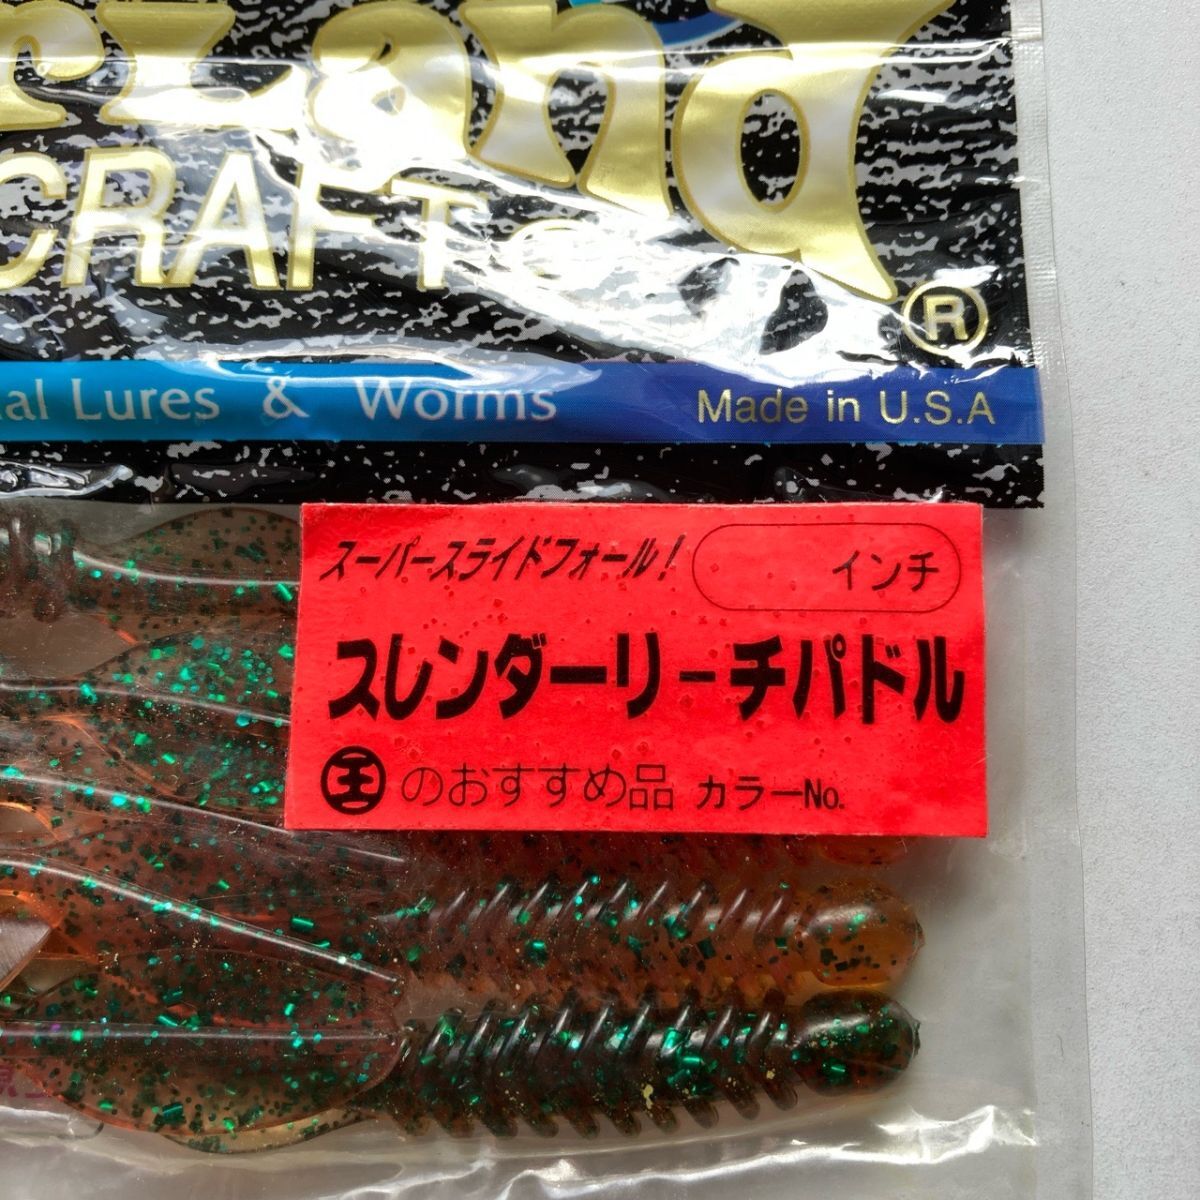 rLand
CRAFT
®
al Lures & Worms Made in U.S.A
スーパースライドフォール! インチ
スレンダーリーチパドル
王のおすすめ品 カラーNo.